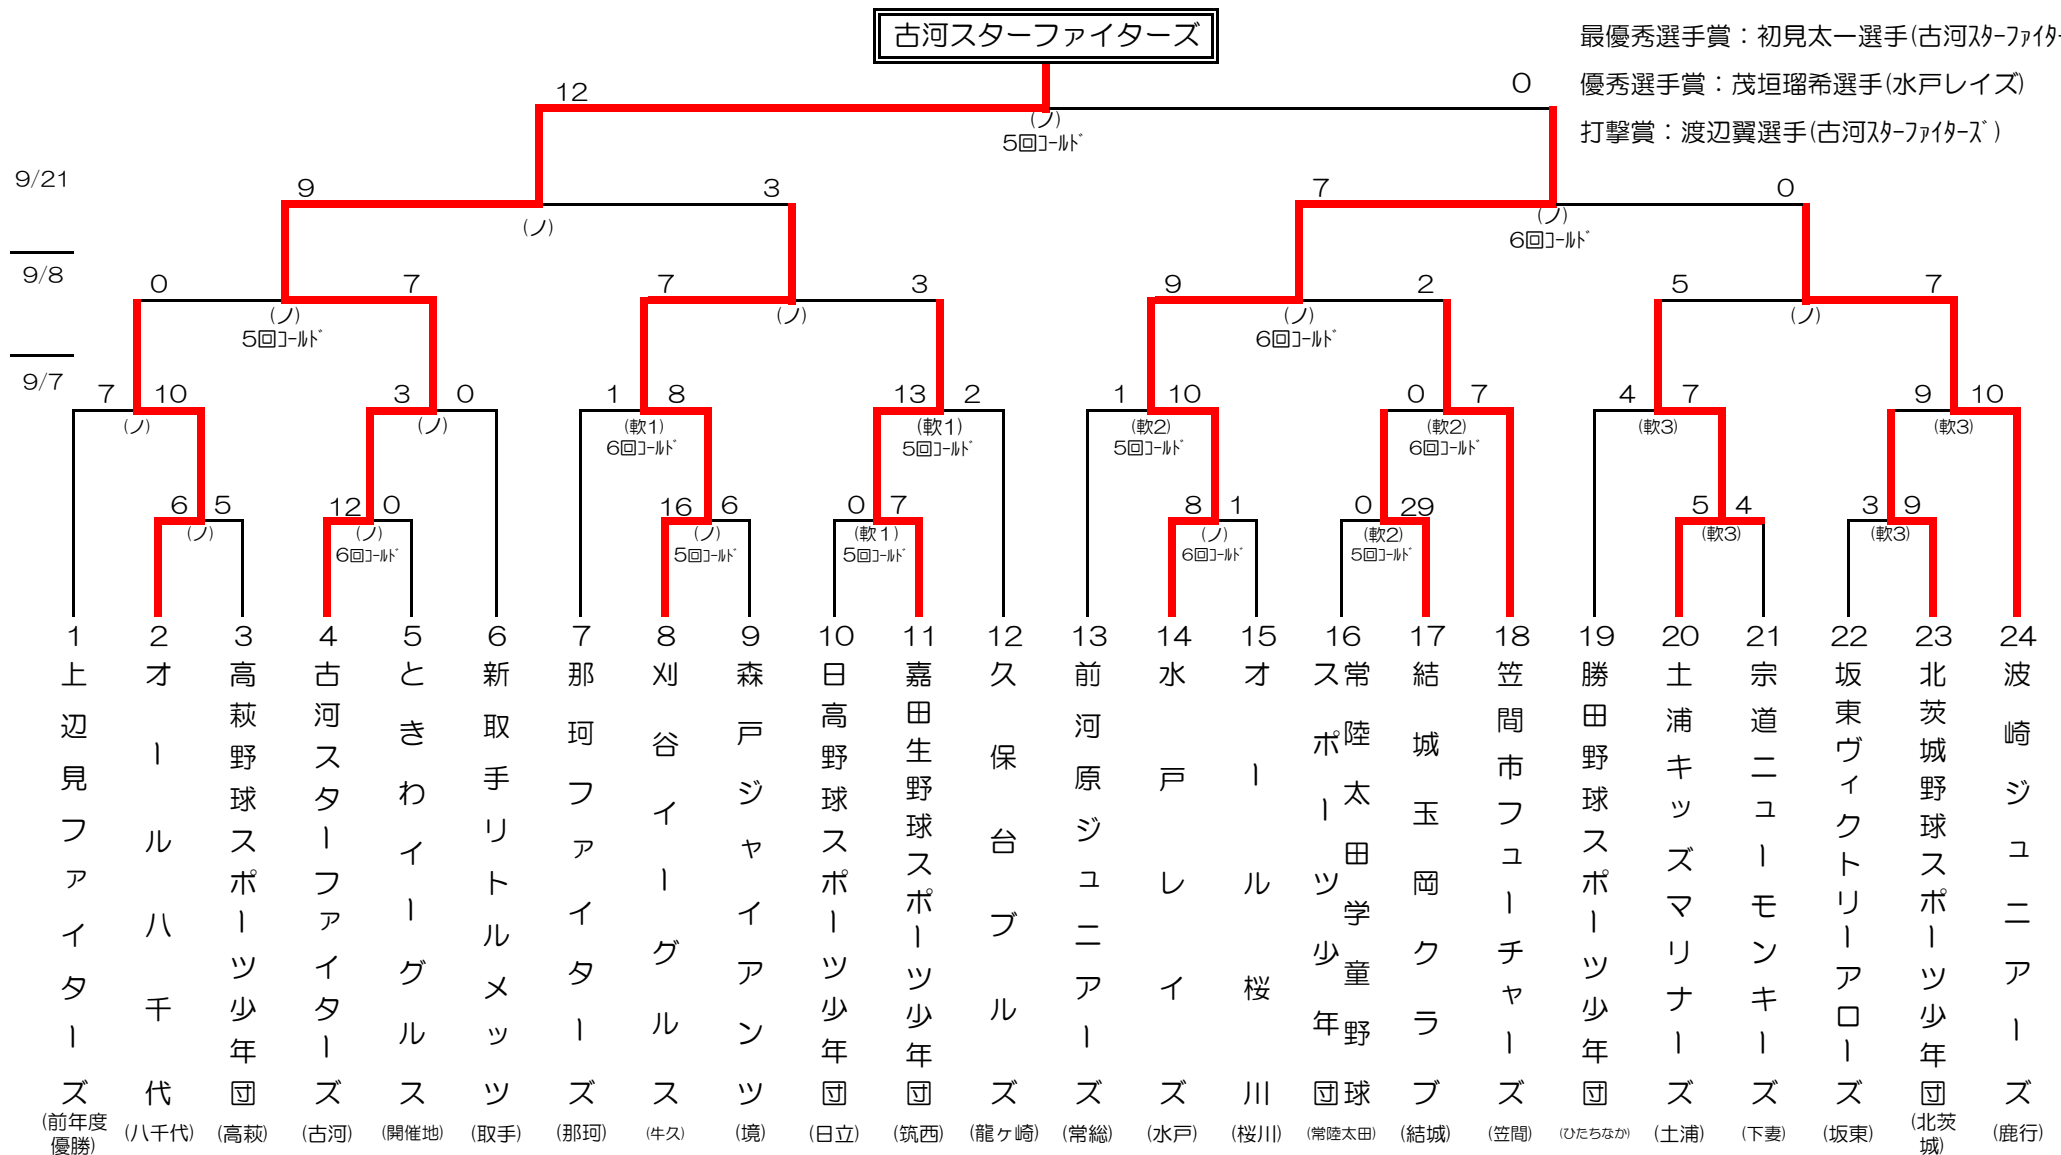 古河スターファイターズ
最優秀選手賞：初見太一選手(古河ｽﾀｰﾌｧｲﾀｰ
優秀選手賞：茂垣瑠希選手(水戸レイズ)
打撃賞：渡辺翼選手(古河ｽﾀｰﾌｧｲﾀｰｽﾞ)
12 0
(ノ)
5回ｺｰﾙﾄﾞ
9/21
9 3 7 0
(ノ) (ノ)
6回ｺｰﾙﾄﾞ
9/8
0 7 7 3 9 2 5 7
(ノ) (ノ) (ノ) (ノ)
5回ｺｰﾙﾄﾞ 6回ｺｰﾙﾄﾞ
9/7
7 10 3 0 1 8 13 2 1 10 0 7 4 7 9 10
(ノ) (ノ) (軟1) (軟1) (軟2) (軟2) (軟3) (軟3)
6回ｺｰﾙﾄﾞ 5回ｺｰﾙﾄﾞ 5回ｺｰﾙﾄﾞ 6回ｺｰﾙﾄﾞ
6 5 12 0 16 6 0 7 8 1 0 29 5 4 3 9
(ノ) (ノ) (ノ) (軟1) (ノ) (軟2) (軟3) (軟3)
6回ｺｰﾙﾄﾞ 5回ｺｰﾙﾄﾞ 5回ｺｰﾙﾄﾞ 6回ｺｰﾙﾄﾞ 5回ｺｰﾙﾄﾞ
1 上辺見ファイターズ (前年度優勝)
2 オール八千代 (八千代)
3 高萩野球スポーツ少年団 (高萩)
4 古河スターファイターズ (古河)
5 ときわイーグルス (開催地)
6 新取手リトルメッツ (取手)
7 那珂ファイターズ (那珂)
8 刈谷イーグルス (牛久)
9 森戸ジャイアンツ (境)
10 日高野球スポーツ少年団 (日立)
11 嘉田生野球スポーツ少年団 (筑西)
12 久保台ブルズ (龍ヶ崎)
13 前河原ジュニアーズ (常総)
14 水戸レイズ (水戸)
15 オール桜川 (桜川)
16 常陸太田学童野球スポーツ少年団 (常陸太田)
17 結城玉岡クラブ (結城)
18 笠間市フューチャーズ (笠間)
19 勝田野球スポーツ少年団 (ひたちなか)
20 土浦キッズマリナーズ (土浦)
21 宗道ニューモンキーズ (下妻)
22 坂東ヴィクトリーアローズ (坂東)
23 北茨城野球スポーツ少年団 (北茨城)
24 波崎ジュニアーズ (鹿行)